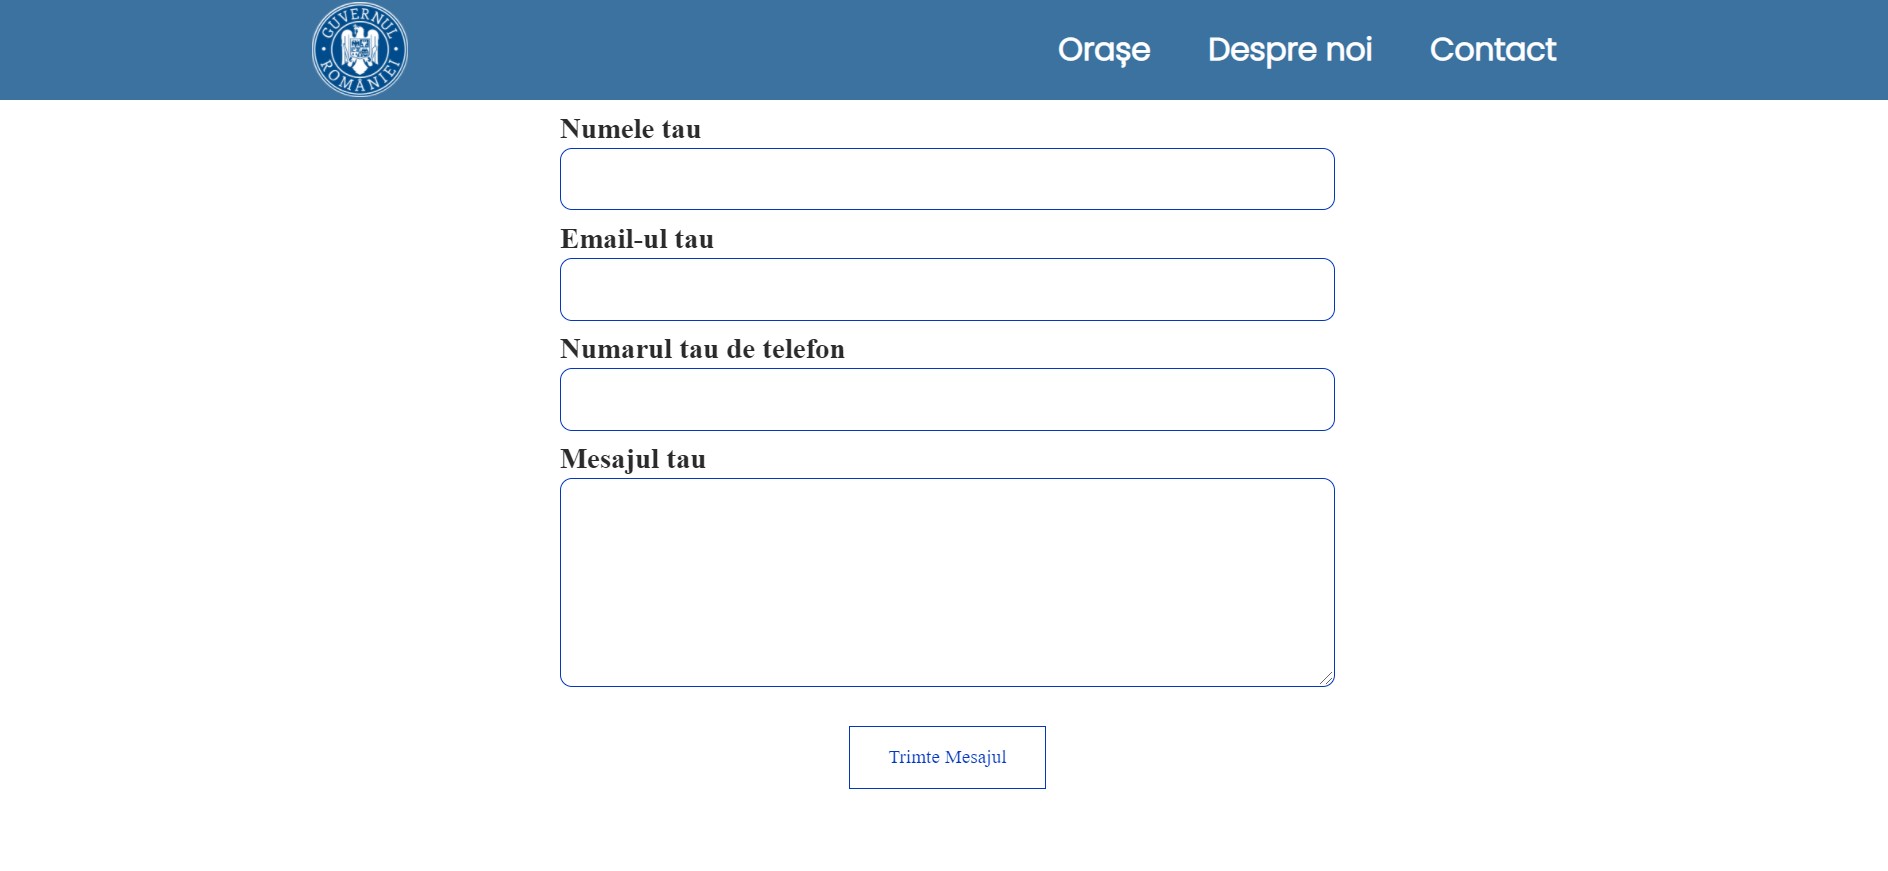 GUVERNUL ROMÂNIEI
Orașe Despre noi Contact
Numele tau
Email-ul tau
Numarul tau de telefon
Mesajul tau
Trimte Mesajul